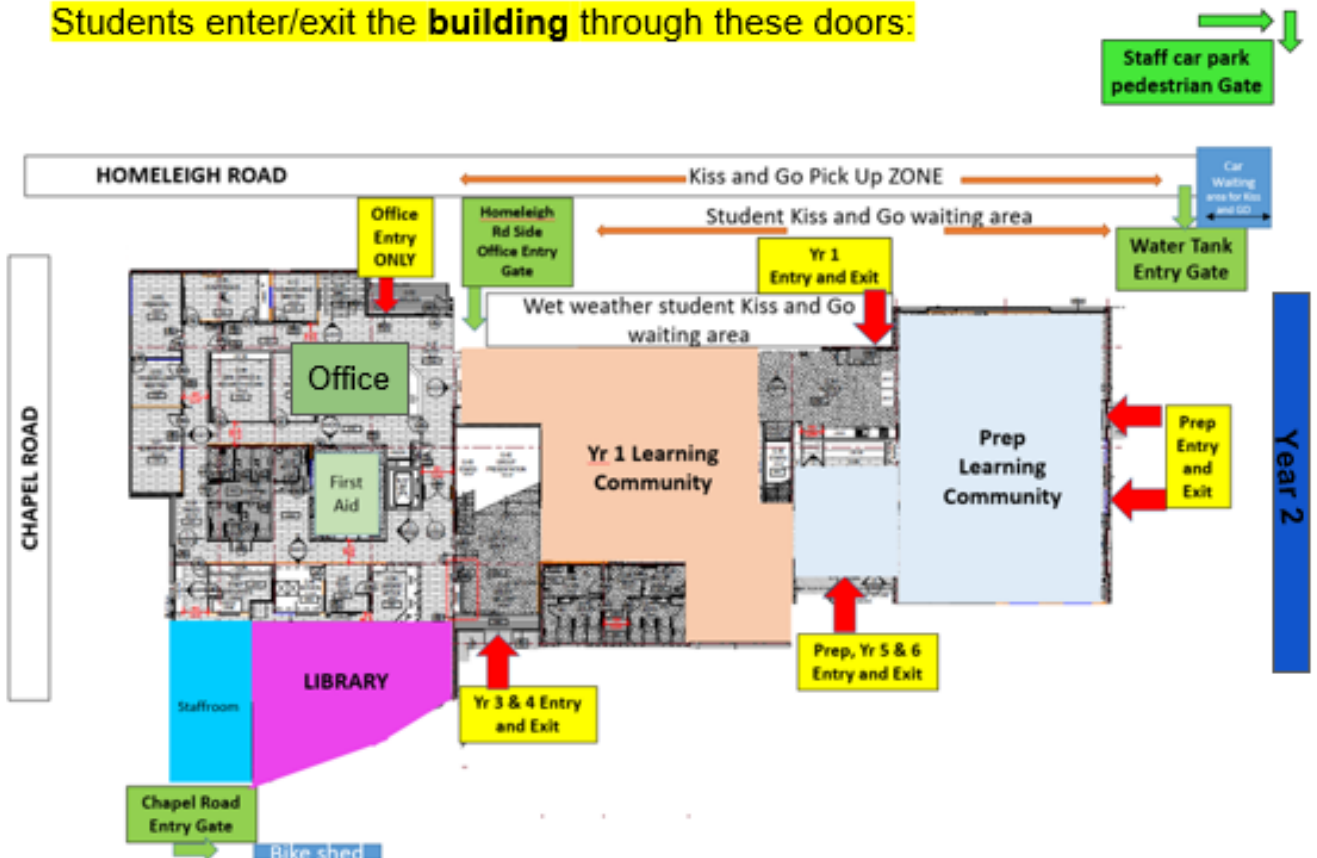 Students enter/exit the building through these doors:
Staff car park
pedestrian Gate
HOMELEIGH ROAD
Kiss and Go Pick Up ZONE
Car
Waiting
area for Kiss
and GO
Office
Entry
ONLY
Homeleigh
Rd Side
Office Entry
Gate
Student Kiss and Go waiting area
Yr 1
Entry and Exit
Water Tank
Entry Gate
Wet weather student Kiss and Go
waiting area
Office
CHAPEL ROAD
First
Aid
Yr 1 Learning
Community
Prep
Learning
Community
Prep
Entry
and
Exit
Year 2
Prep, Yr 5 & 6
Entry and Exit
LIBRARY
Staffroom
Yr 3 & 4 Entry
and Exit
Chapel Road
Entry Gate
Bike shed